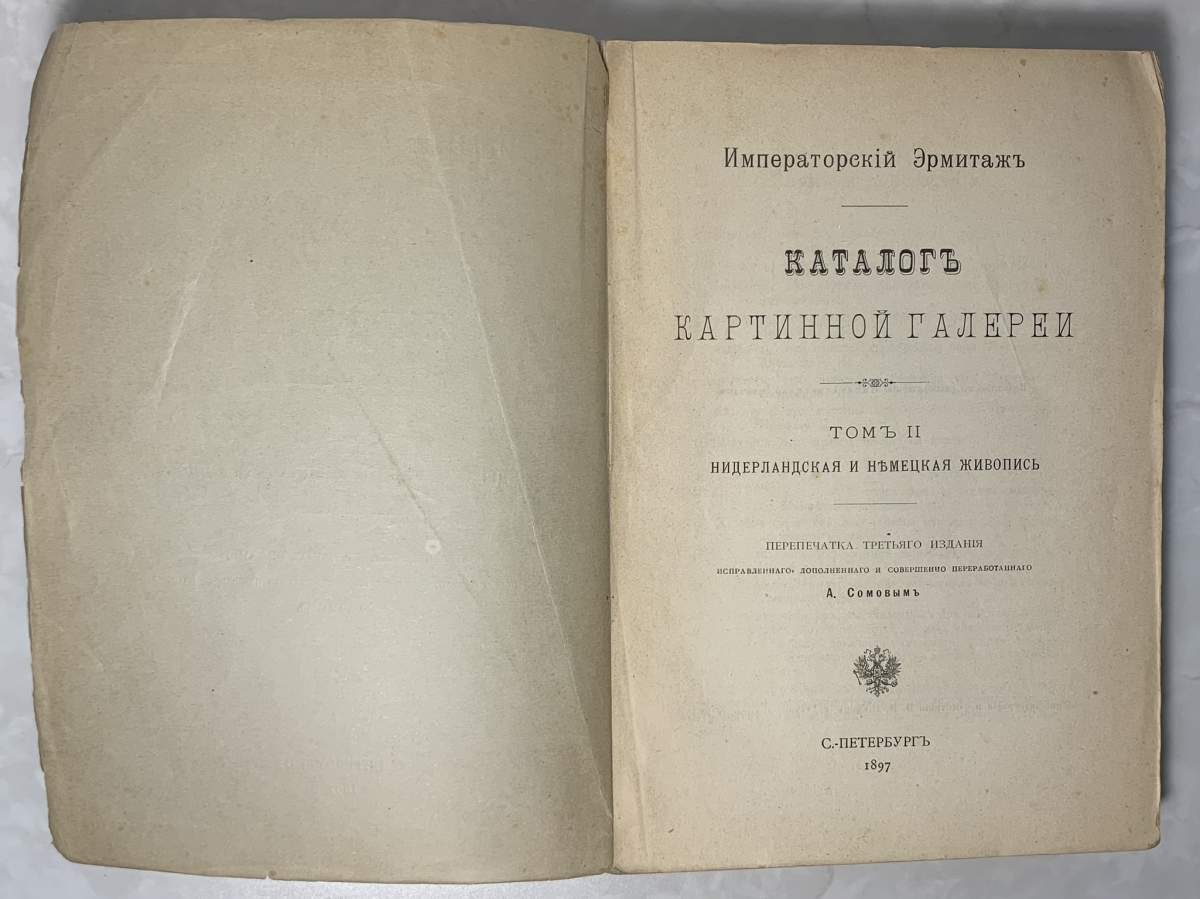 Императорскій Эрмитажъ
КАТАЛОГЪ
КАРТИННОЙ ГАЛЕРЕИ
ТОМЪ II
НИДЕРЛАНДСКАЯ И НѢМЕЦКАЯ ЖИВОПИСЬ
ПЕРЕПЕЧАТКА ТРЕТЬЯГО ИЗДАНІЯ
ИСПРАВЛЕННАГО, ДОПОЛНЕННАГО И СОВЕРШЕННО ПЕРЕРАБОТАННАГО
А. Сомовымъ
С.-ПЕТЕРБУРГЪ
1897